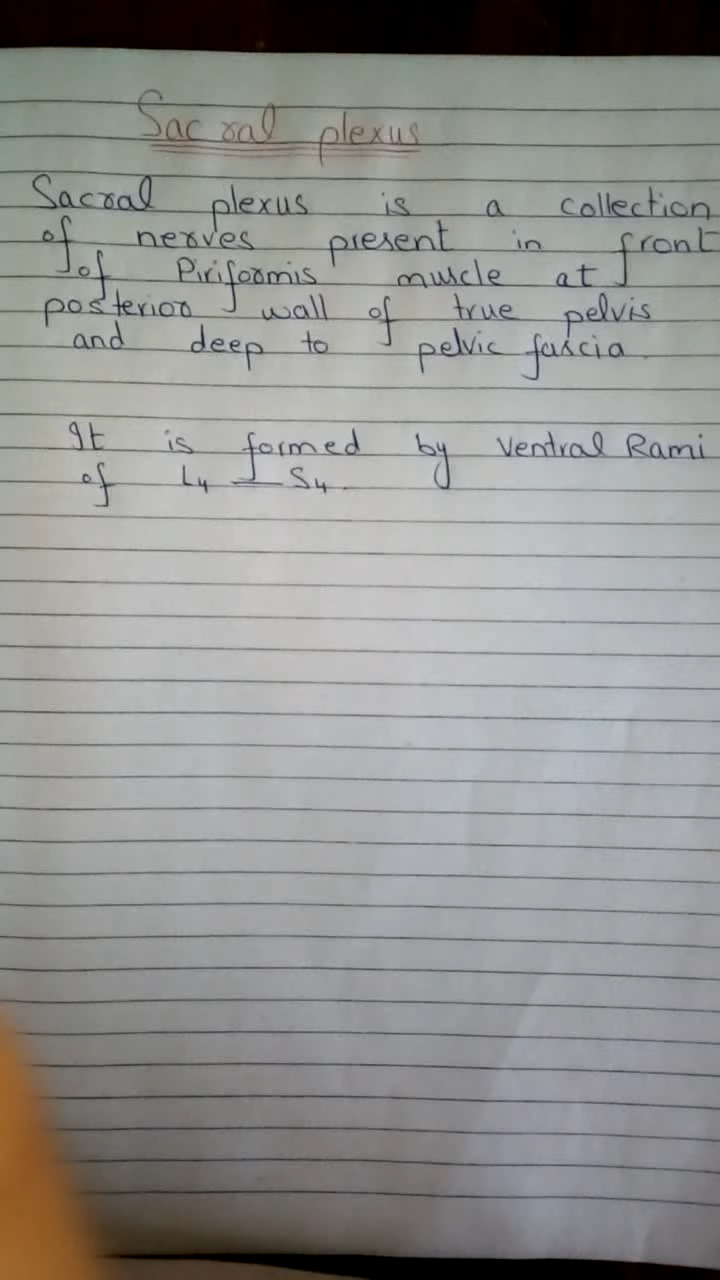 Sacral plexus
Sacral plexus is a collection
of nerves present in front
of Piriformis muscle at
posterior wall of true pelvis
and deep to pelvic fascia.
It is formed by Ventral Rami
of L4 — S4.